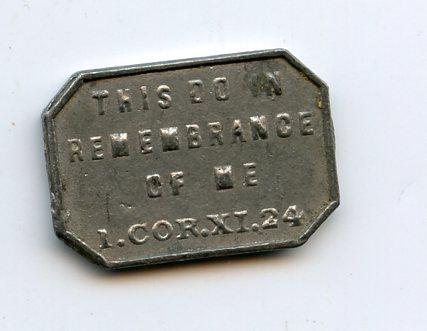 THIS DO IN
REMEMBRANCE
OF ME
1.COR.XI.24